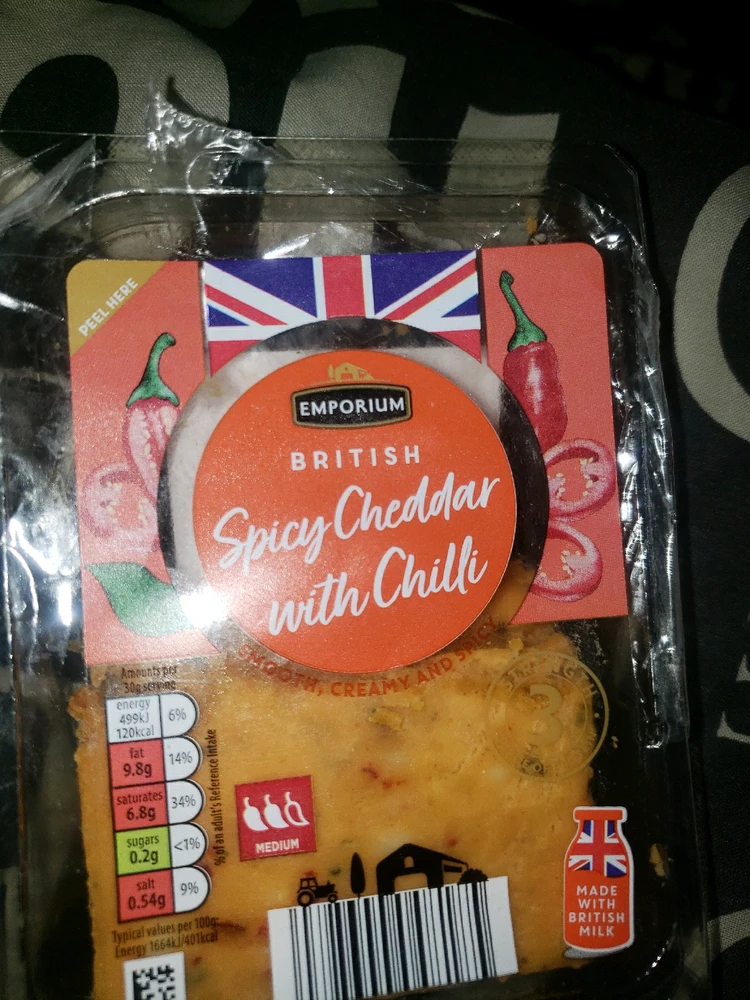 PEEL HERE
EMPORIUM
BRITISH
Spicy Cheddar
with Chilli
SMOOTH, CREAMY AND SPICY
STRENGTH
3
Amounts per
30g serving
energy
499kJ
120kcal
6%
fat
9.8g
14%
saturates
6.8g
34%
sugars
0.2g
<1%
salt
0.54g
9%
% of an adult's Reference Intake
Typical values per 100g:
Energy 1664kJ/401kcal
MEDIUM
MADE
WITH
BRITISH
MILK